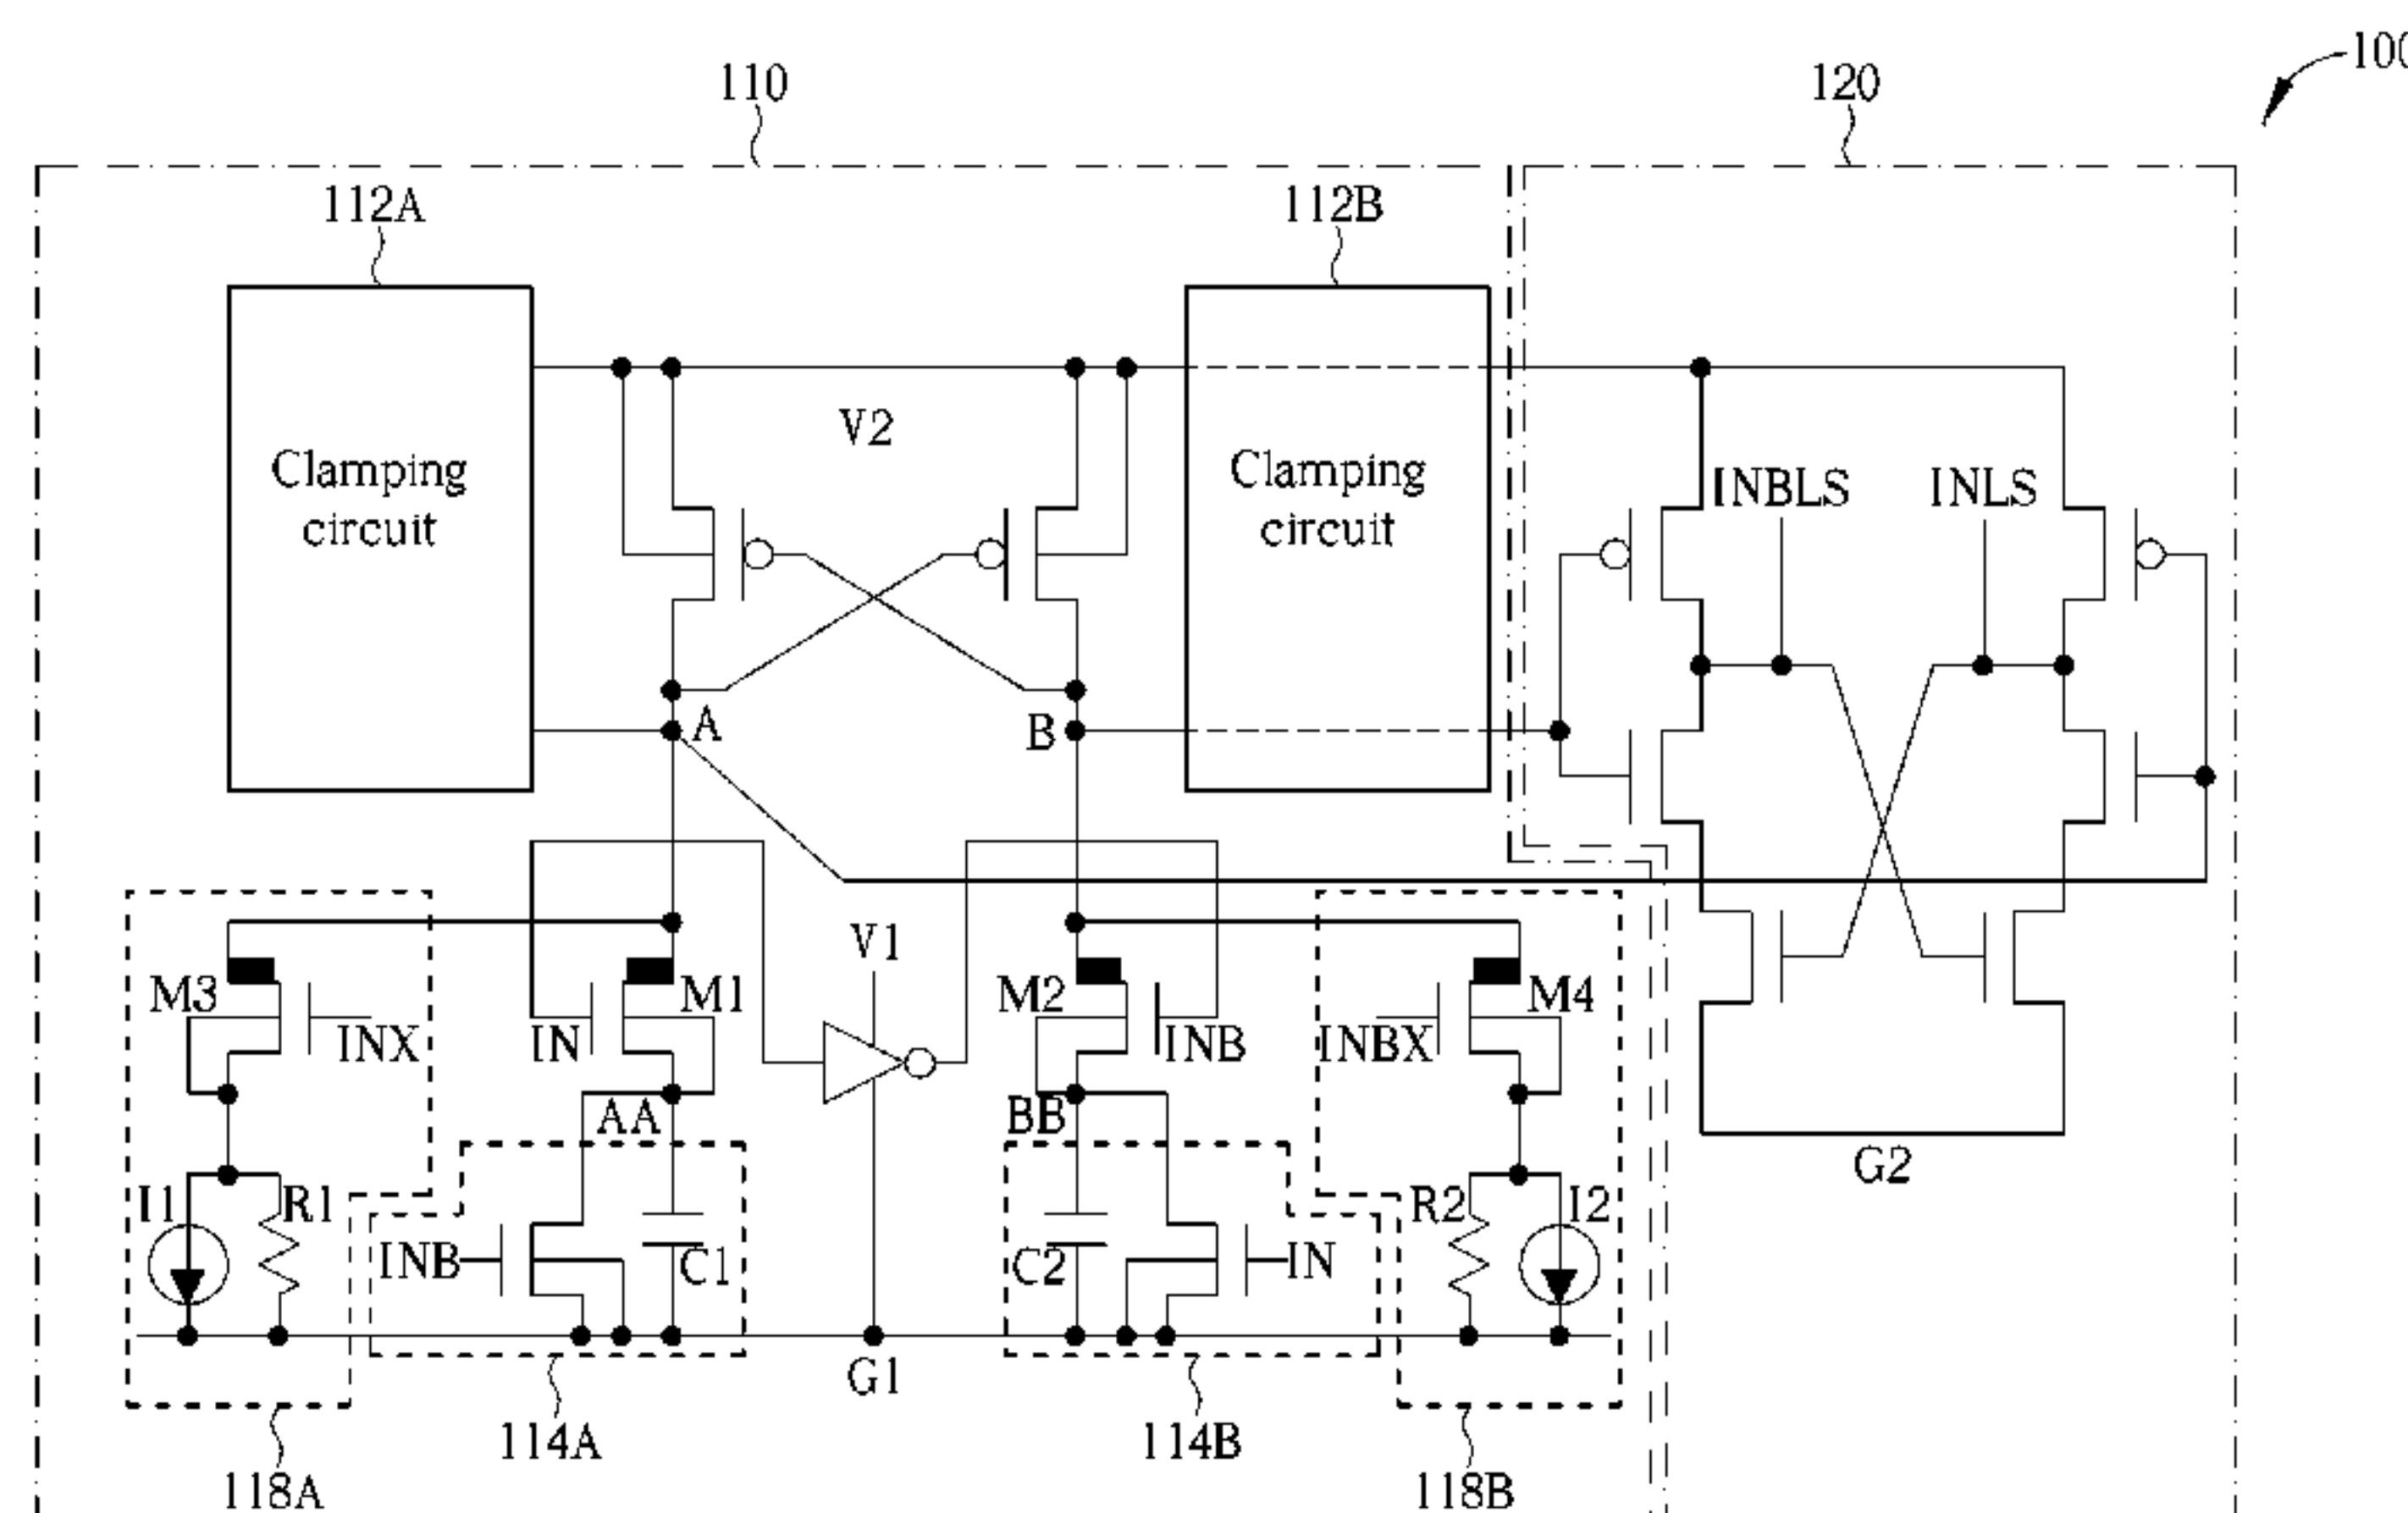 100
110
120
112A
112B
V2
Clamping
circuit
Clamping
circuit
INBLS
INLS
A
B
V1
M3
M1
M2
M4
INX
IN
INB
INBX
AA
BB
G2
I1
R1
R2
I2
INB
C1
C2
IN
G1
114A
114B
118A
118B